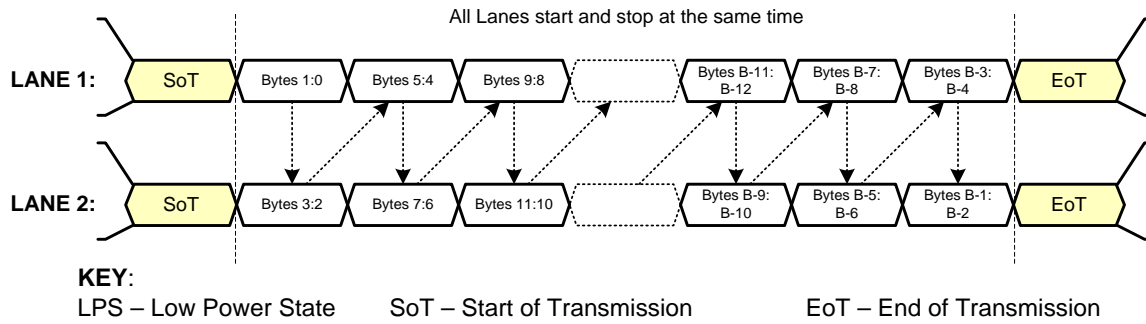 All Lanes start and stop at the same time
LANE 1:
SoT
Bytes 1:0
Bytes 5:4
Bytes 9:8
Bytes B-11:
B-12
Bytes B-7:
B-8
Bytes B-3:
B-4
EoT
LANE 2:
SoT
Bytes 3:2
Bytes 7:6
Bytes 11:10
Bytes B-9:
B-10
Bytes B-5:
B-6
Bytes B-1:
B-2
EoT
KEY:
LPS – Low Power State
SoT – Start of Transmission
EoT – End of Transmission